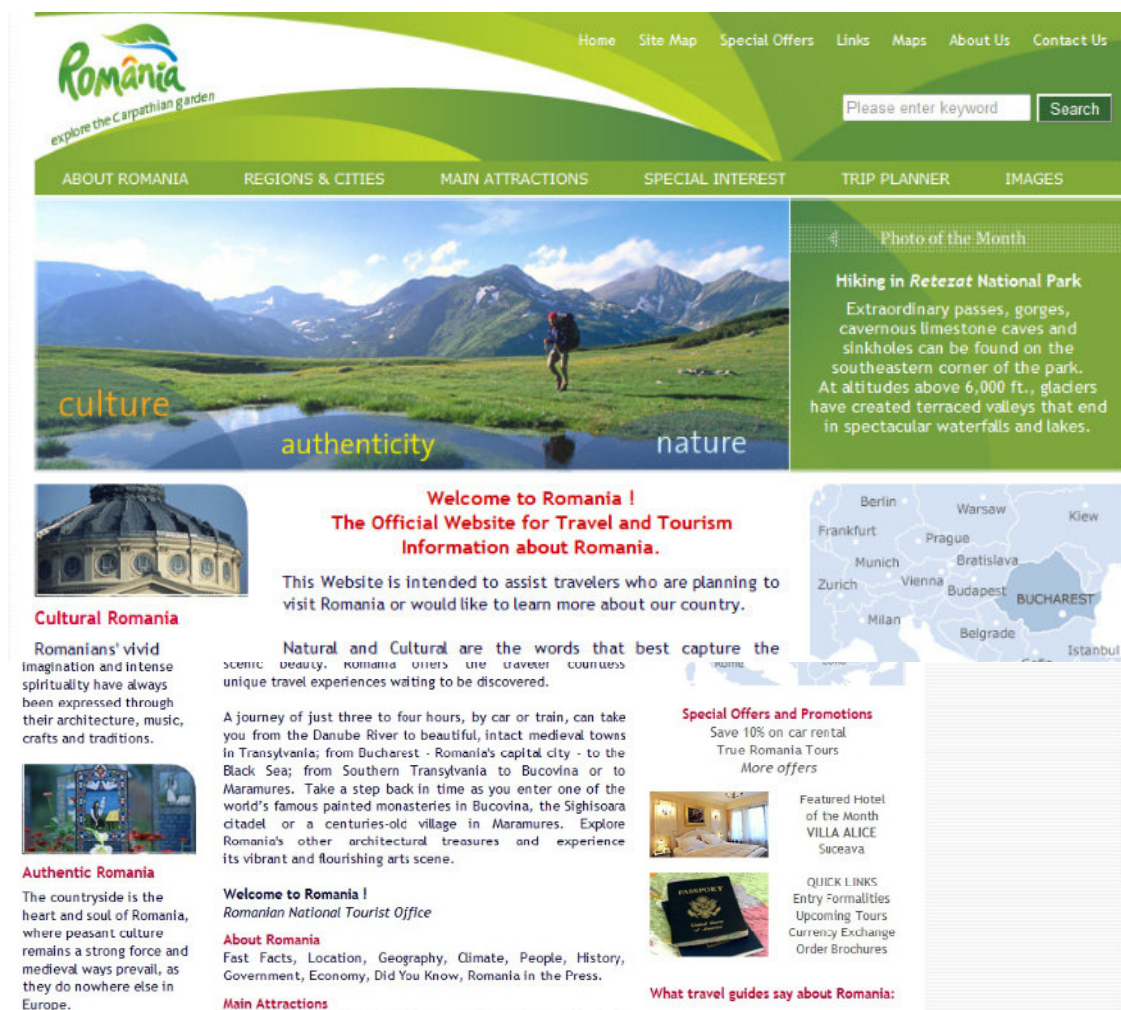 România
explore the Carpathian garden
Home Site Map Special Offers Links Maps About Us Contact Us
Please enter keyword Search
ABOUT ROMANIA REGIONS & CITIES MAIN ATTRACTIONS SPECIAL INTEREST TRIP PLANNER IMAGES
culture
authenticity
nature
Photo of the Month
Hiking in Retezat National Park
Extraordinary passes, gorges,
cavernous limestone caves and
sinkholes can be found on the
southeastern corner of the park.
At altitudes above 6,000 ft., glaciers
have created terraced valleys that end
in spectacular waterfalls and lakes.
Cultural Romania
Romanians' vivid
imagination and intense
spirituality have always
been expressed through
their architecture, music,
crafts and traditions.
Authentic Romania
The countryside is the
heart and soul of Romania,
where peasant culture
remains a strong force and
medieval ways prevail, as
they do nowhere else in
Europe.
Welcome to Romania !
The Official Website for Travel and Tourism
Information about Romania.
This Website is intended to assist travelers who are planning to
visit Romania or would like to learn more about our country.
Natural and Cultural are the words that best capture the
scenic beauty. Romania offers the traveler countless
unique travel experiences waiting to be discovered.
A journey of just three to four hours, by car or train, can take
you from the Danube River to beautiful, intact medieval towns
in Transylvania; from Bucharest - Romania's capital city - to the
Black Sea; from Southern Transylvania to Bucovina or to
Maramures. Take a step back in time as you enter one of the
world's famous painted monasteries in Bucovina, the Sighisoara
citadel or a centuries-old village in Maramures. Explore
Romania's other architectural treasures and experience
its vibrant and flourishing arts scene.
Welcome to Romania !
Romanian National Tourist Office
About Romania
Fast Facts, Location, Geography, Climate, People, History,
Government, Economy, Did You Know, Romania in the Press.
Main Attractions
Berlin
Warsaw
Kiew
Frankfurt
Prague
Munich
Bratislava
Zurich
Vienna
Budapest
BUCHAREST
Milan
Belgrade
Istanbul
Rome
Special Offers and Promotions
Save 10% on car rental
True Romania Tours
More offers
Featured Hotel
of the Month
VILLA ALICE
Suceava
PASSPORT
QUICK LINKS
Entry Formalities
Upcoming Tours
Currency Exchange
Order Brochures
What travel guides say about Romania: